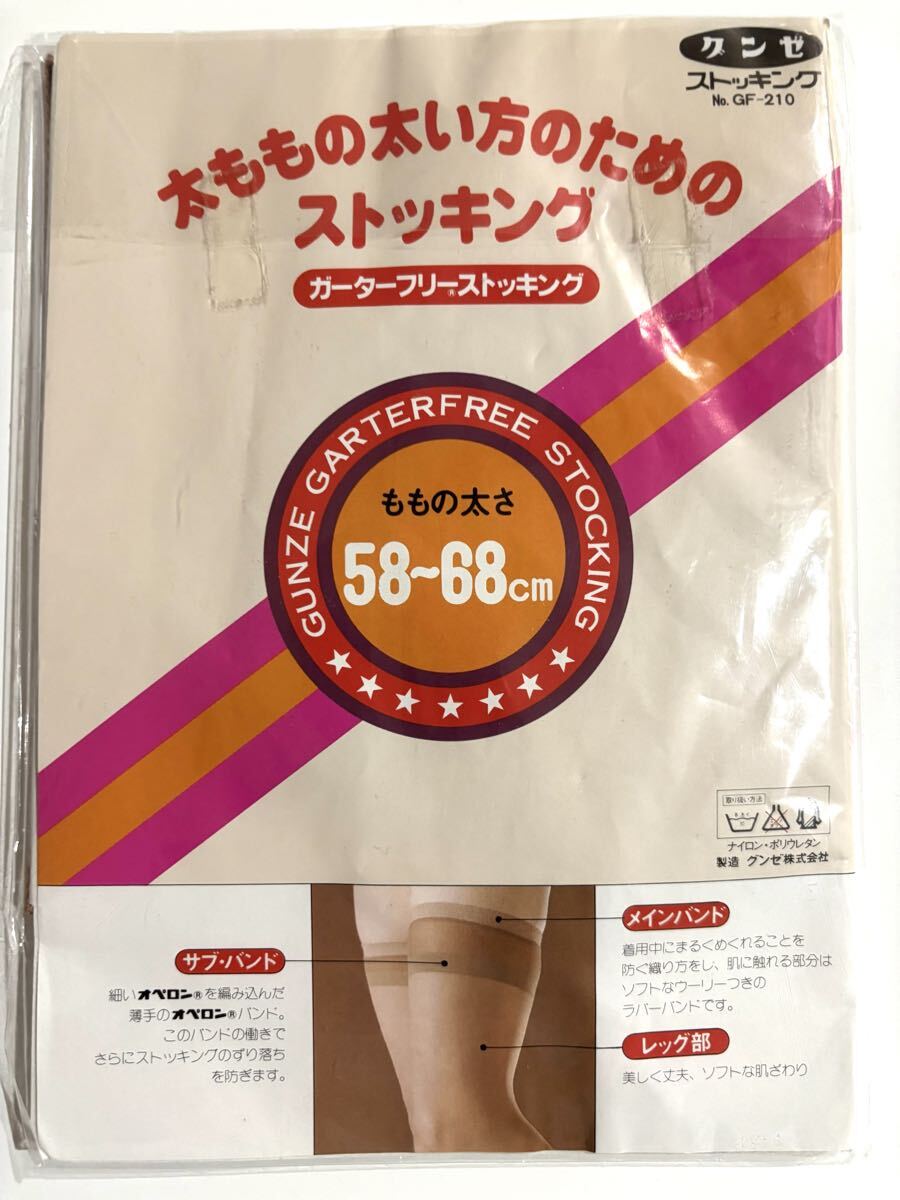 グンゼ
ストッキング
No. GF-210
太ももの太い方のための
ストッキング
ガーターフリー®ストッキング
GUNZE GARTERFREE STOCKING
ももの太さ
58~68cm
取り扱い方法
ナイロン・ポリウレタン
製造 グンゼ株式会社
サブ・バンド
細いオペロン®を編み込んだ
薄手のオペロン®バンド。
このバンドの働きで
さらにストッキングのずり落ち
を防ぎます。
メインバンド
着用中にまるくめくれることを
防ぐ織り方をし、肌に触れる部分は
ソフトなウーリーつきの
ラバーバンドです。
レッグ部
美しく丈夫、ソフトな肌ざわり